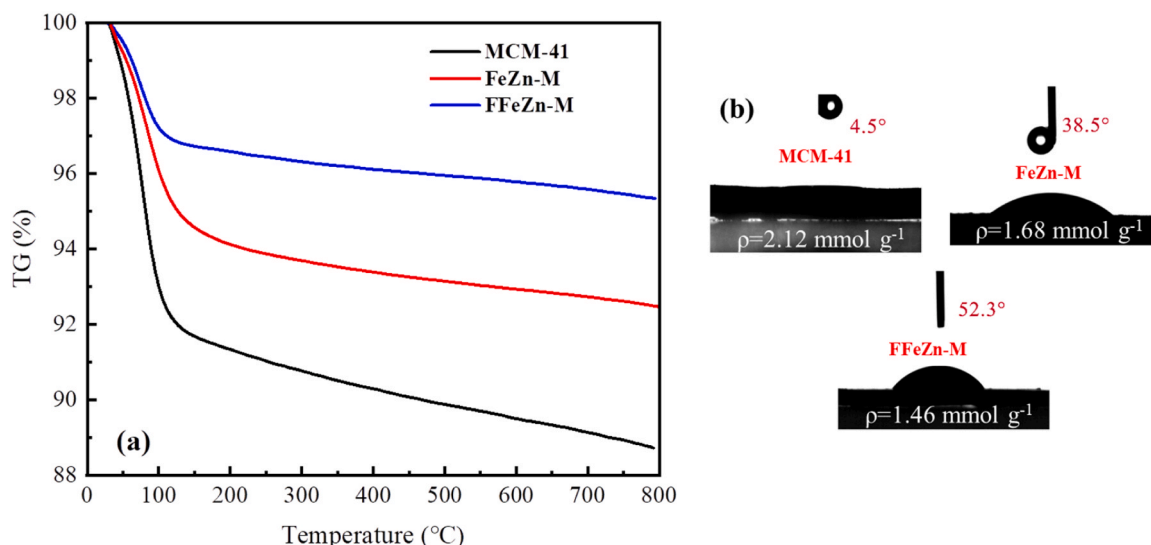 100
98
96
94
92
90
88
TG (%)
MCM-41
FeZn-M
FFeZn-M
(a)
0 100 200 300 400 500 600 700 800
Temperature (°C)
(b)
4.5°
MCM-41
ρ=2.12 mmol g⁻¹
38.5°
FeZn-M
ρ=1.68 mmol g⁻¹
52.3°
FFeZn-M
ρ=1.46 mmol g⁻¹